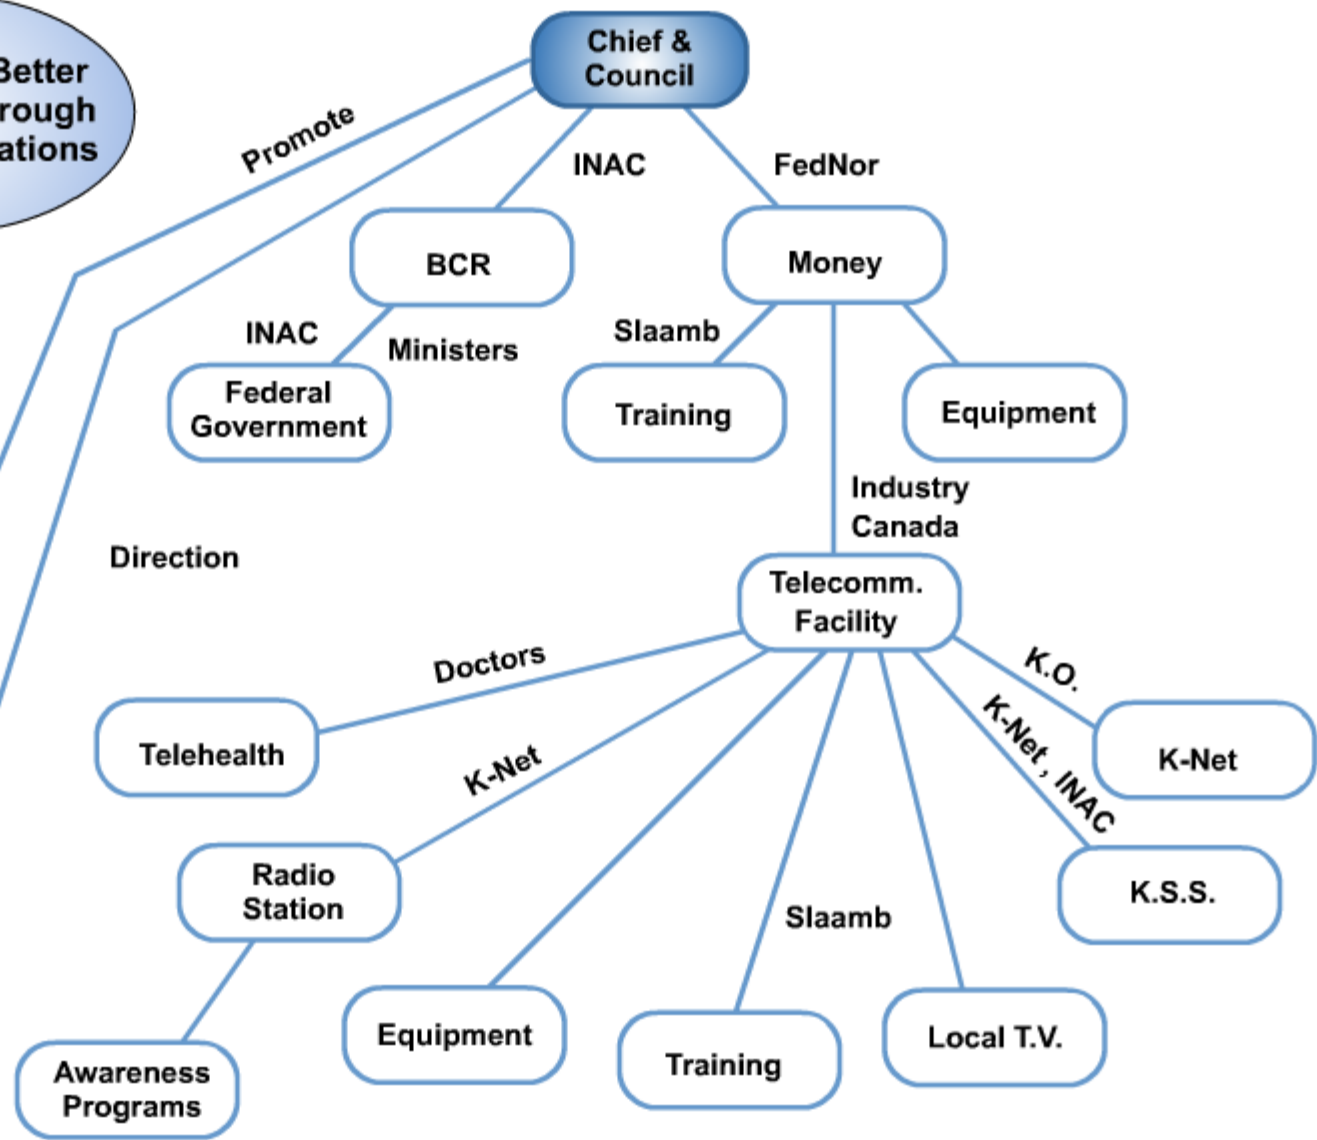 Better
Chief &
Council
Promote
INAC
FedNor
BCR
Money
INAC
Ministers
Slaamb
Federal
Government
Training
Equipment
Industry
Canada
Direction
Telecomm.
Facility
Doctors
K.O.
K-Net , INAC
Telehealth
K-Net
K-Net
Radio
Station
K.S.S.
Slaamb
Equipment
Training
Local T.V.
Awareness
Programs